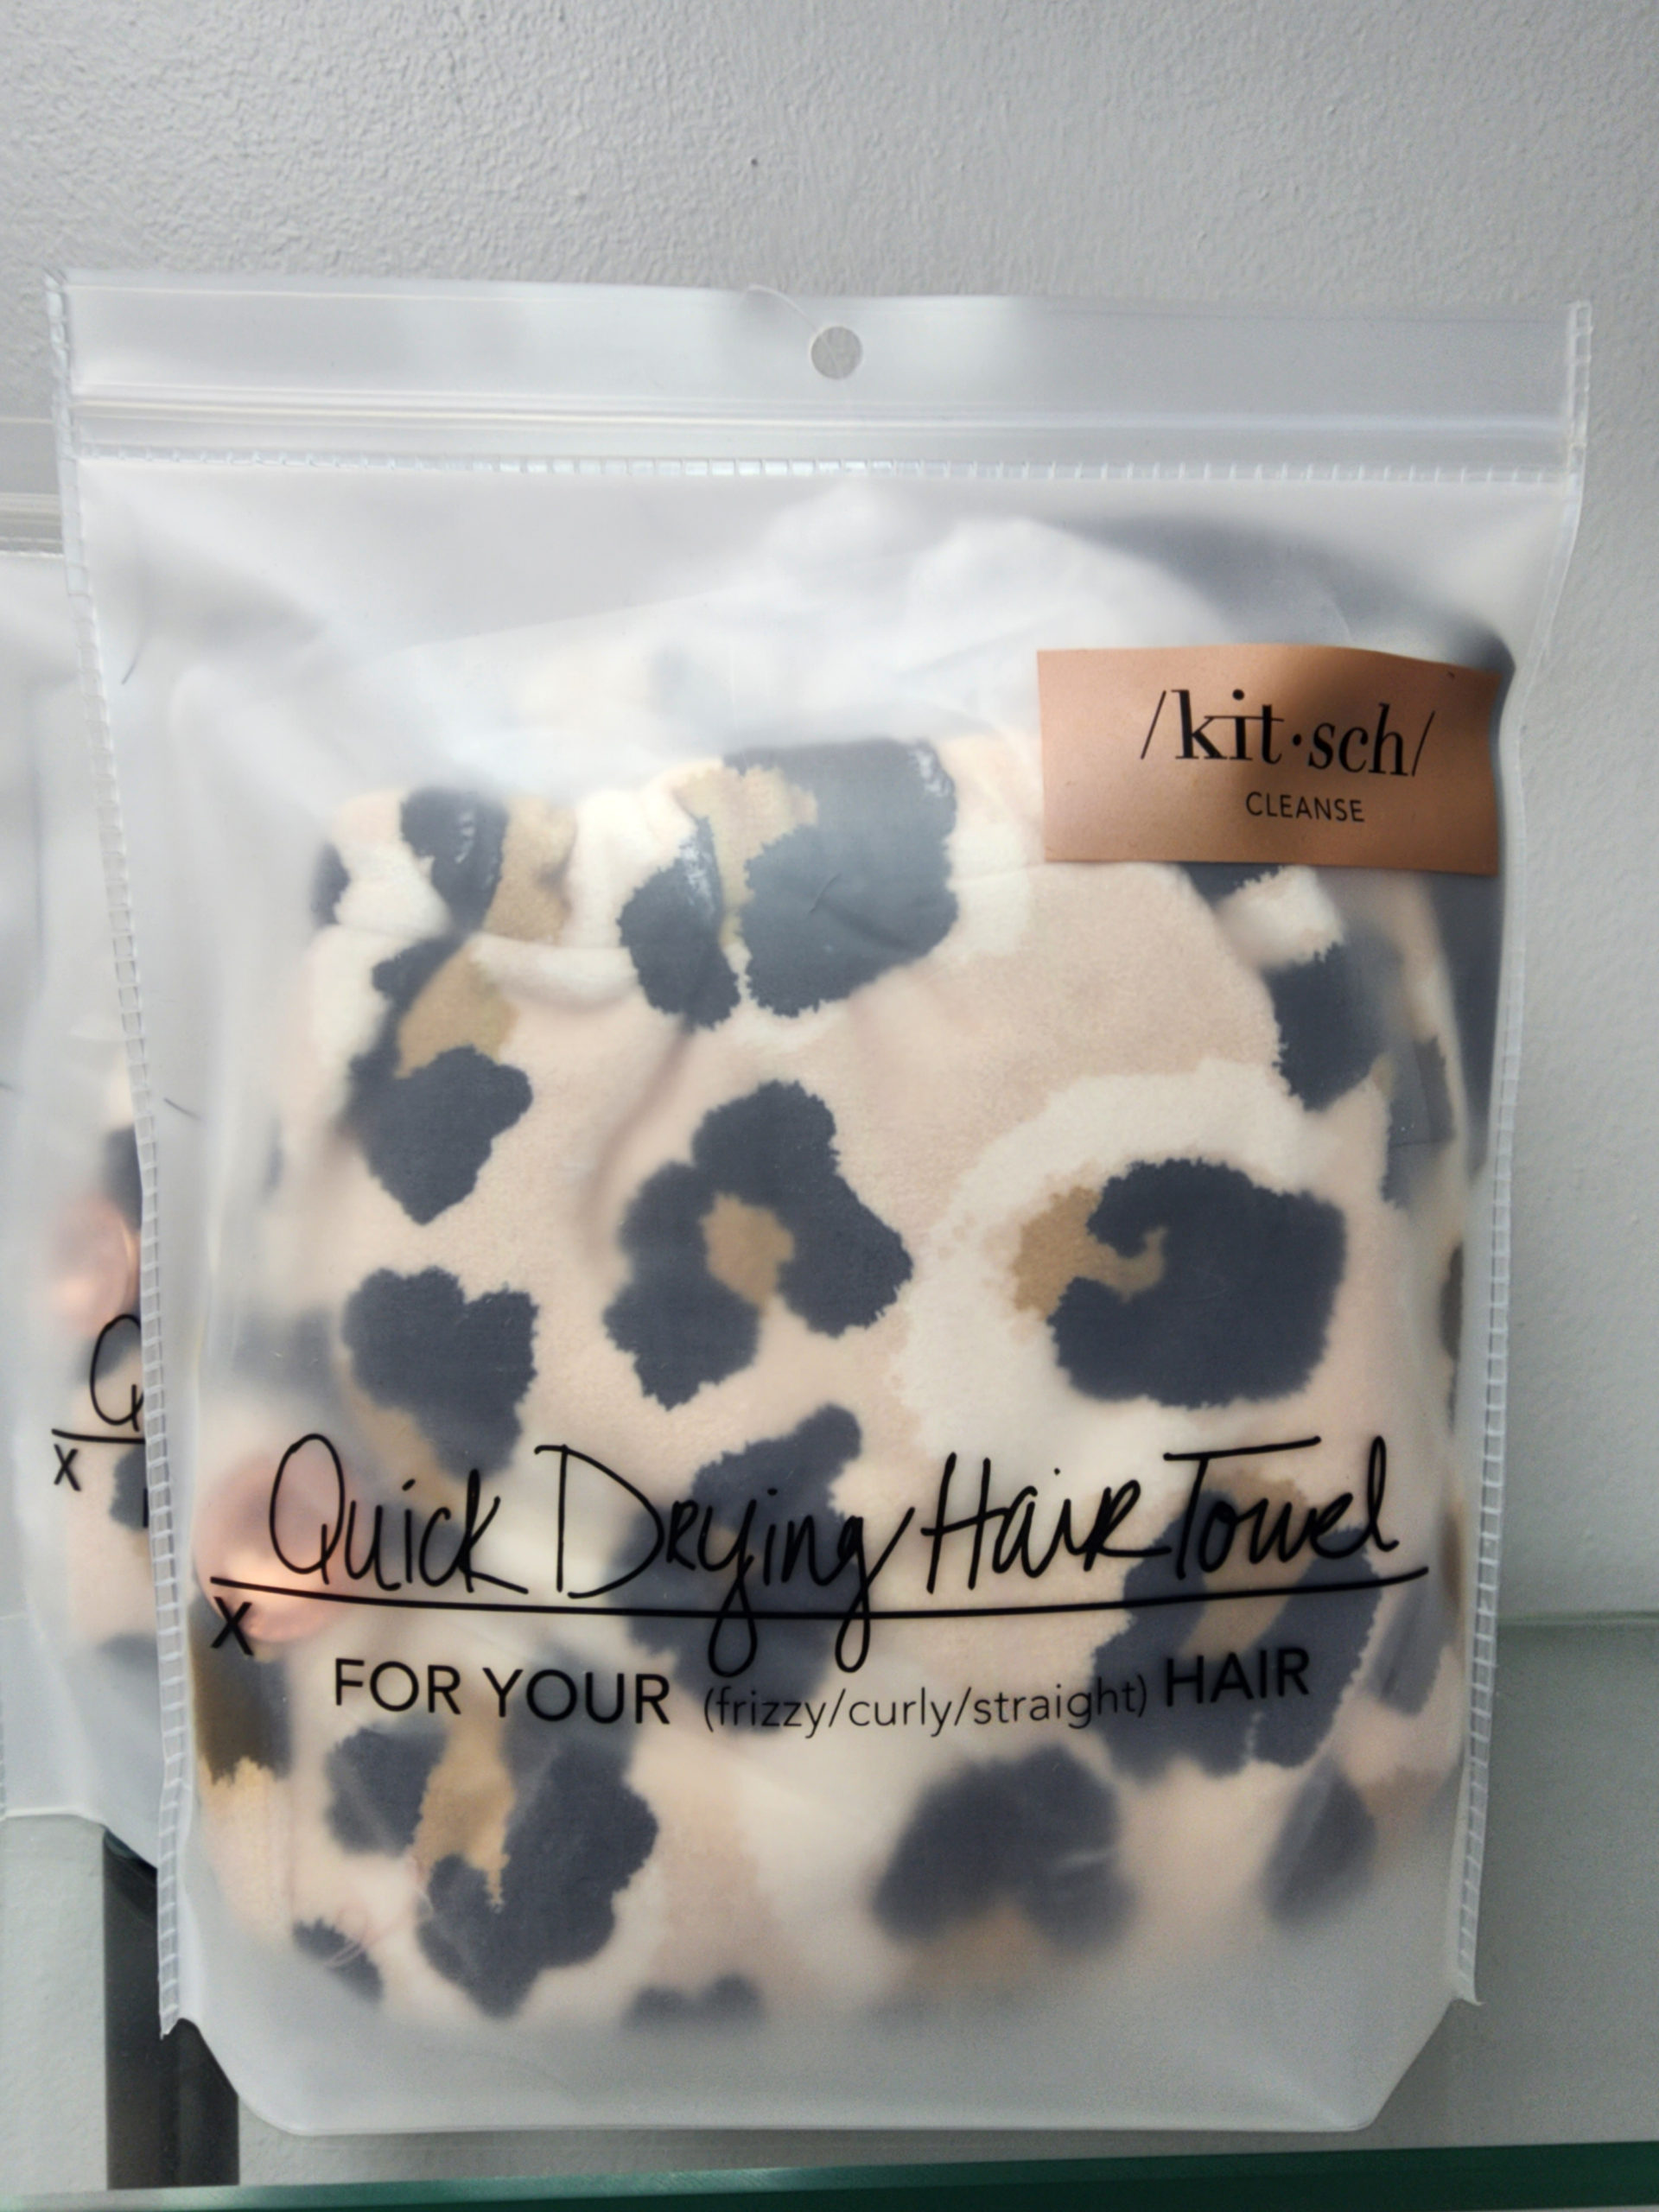 /kit·sch/
CLEANSE
Quick Drying Hair Towel
X
FOR YOUR (frizzy/curly/straight) HAIR
X